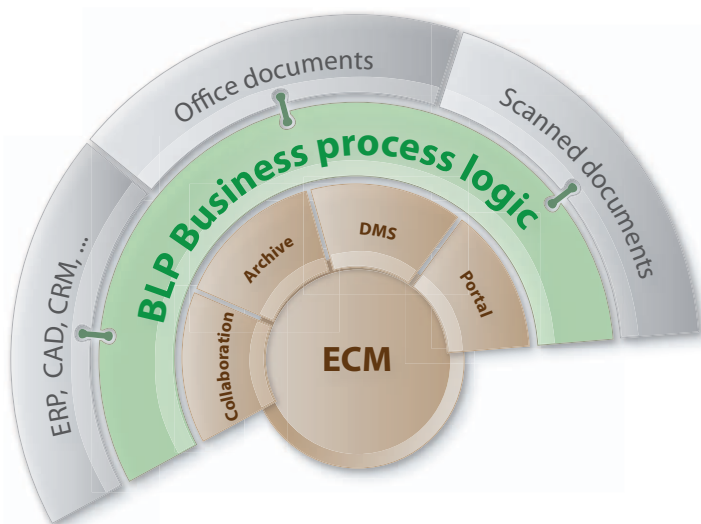 Office documents
Scanned documents
ERP, CAD, CRM, ...
BLP Business process logic
Collaboration
Archive
DMS
Portal
ECM